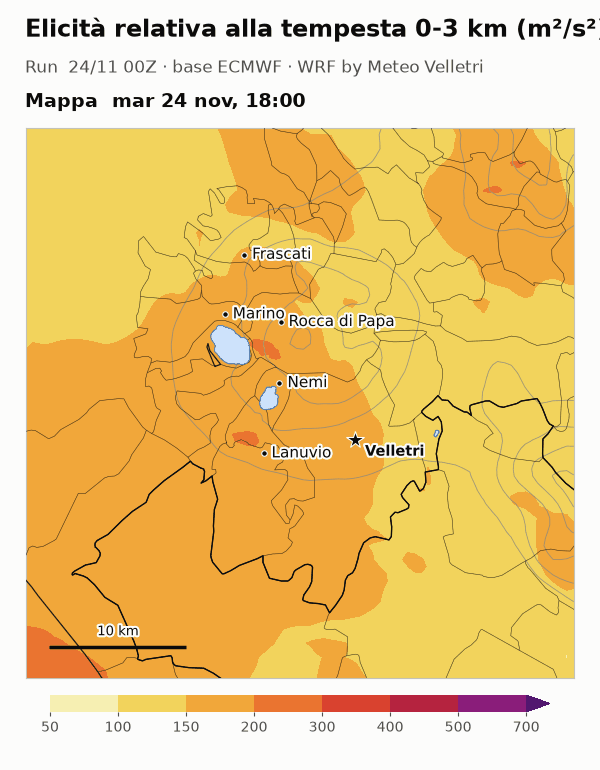 Elicità relativa alla tempesta 0-3 km (m²/s²)
Run 24/11 00Z · base ECMWF · WRF by Meteo Velletri
Mappa mar 24 nov, 18:00
Frascati
Marino
Rocca di Papa
Nemi
Velletri
Lanuvio
10 km
50 100 150 200 300 400 500 700